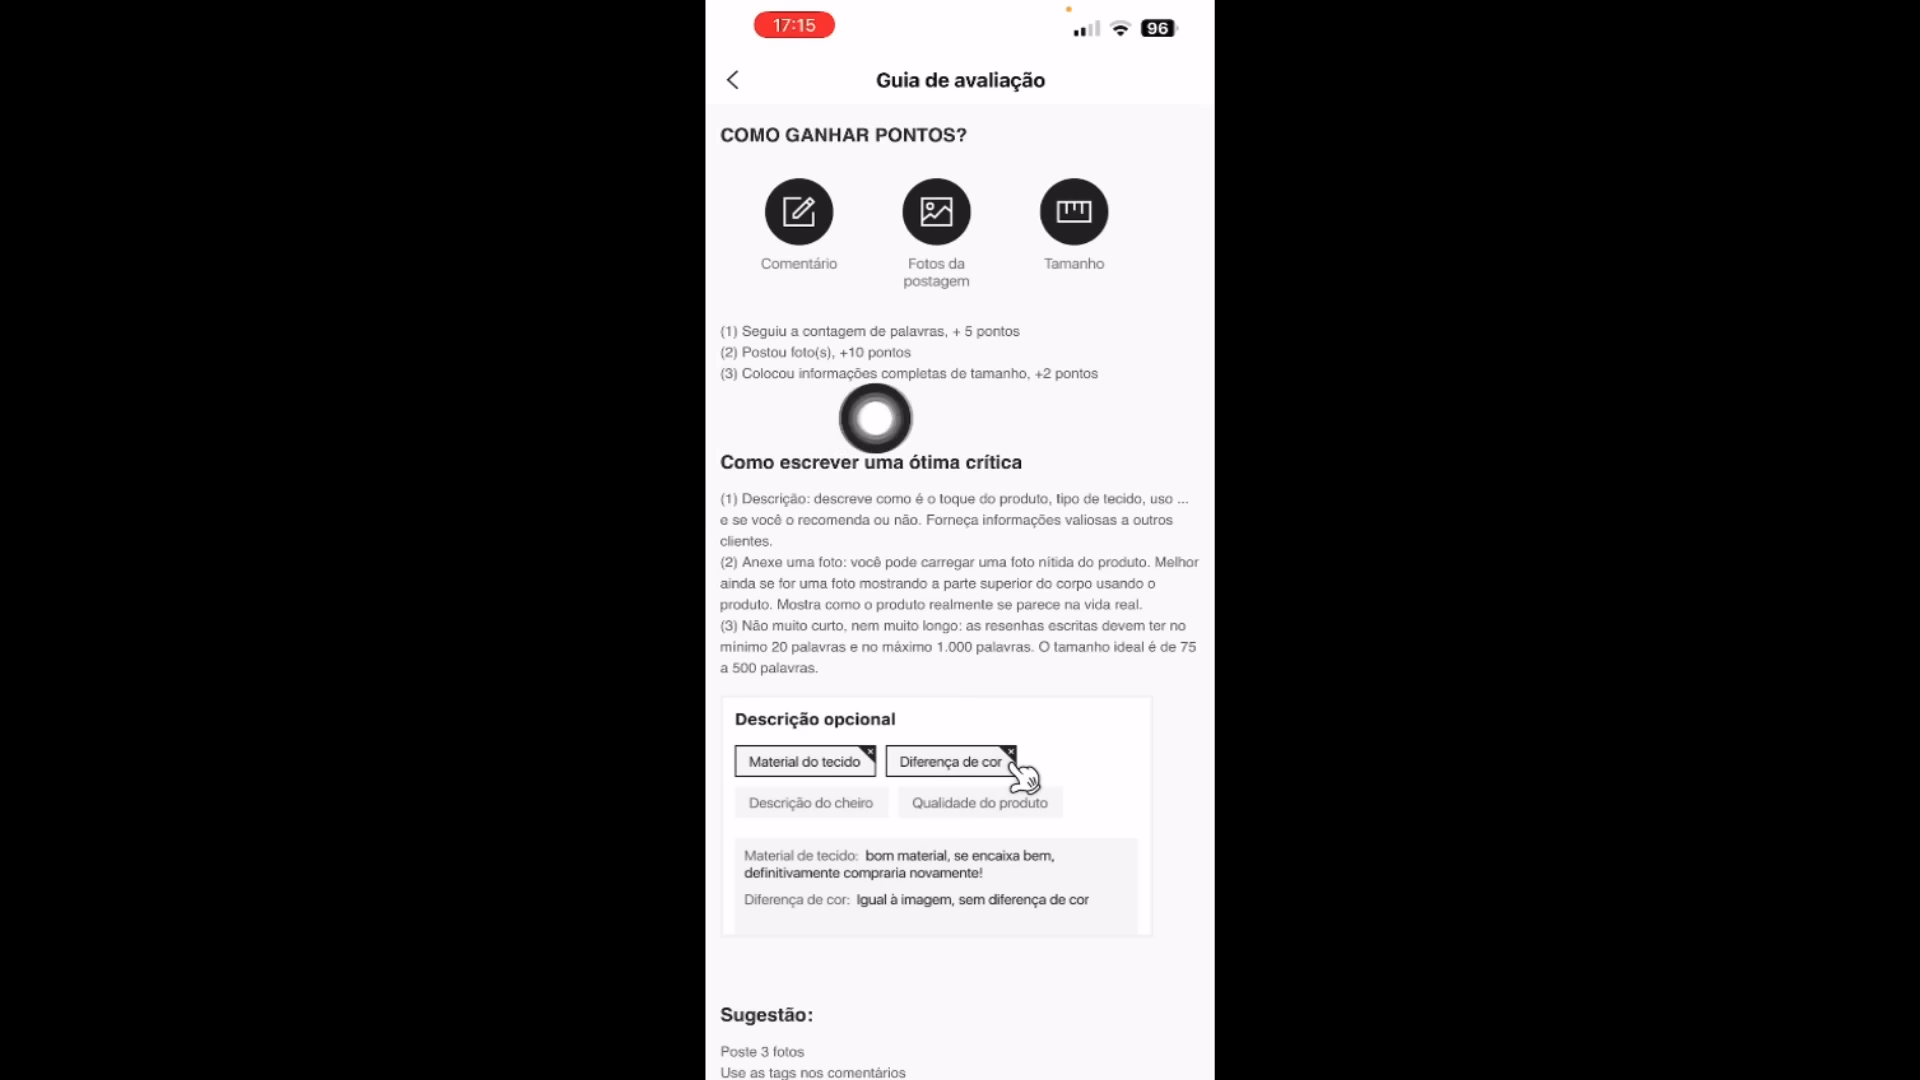 17:15
96
Guia de avaliação
COMO GANHAR PONTOS?
Comentário
Fotos da
postagem
Tamanho
(1) Seguiu a contagem de palavras, + 5 pontos
(2) Postou foto(s), +10 pontos
(3) Colocou informações completas de tamanho, +2 pontos
Como escrever uma ótima crítica
(1) Descrição: descreve como é o toque do produto, tipo de tecido, uso ...
e se você o recomenda ou não. Forneça informações valiosas a outros
clientes.
(2) Anexe uma foto: você pode carregar uma foto nítida do produto. Melhor
ainda se for uma foto mostrando a parte superior do corpo usando o
produto. Mostra como o produto realmente se parece na vida real.
(3) Não muito curto, nem muito longo: as resenhas escritas devem ter no
mínimo 20 palavras e no máximo 1.000 palavras. O tamanho ideal é de 75
a 500 palavras.
Descrição opcional
Material do tecido
Diferença de cor
Descrição do cheiro
Qualidade do produto
Material de tecido: bom material, se encaixa bem,
definitivamente compraria novamente!
Diferença de cor: Igual à imagem, sem diferença de cor
Sugestão:
Poste 3 fotos
Use as tags nos comentários